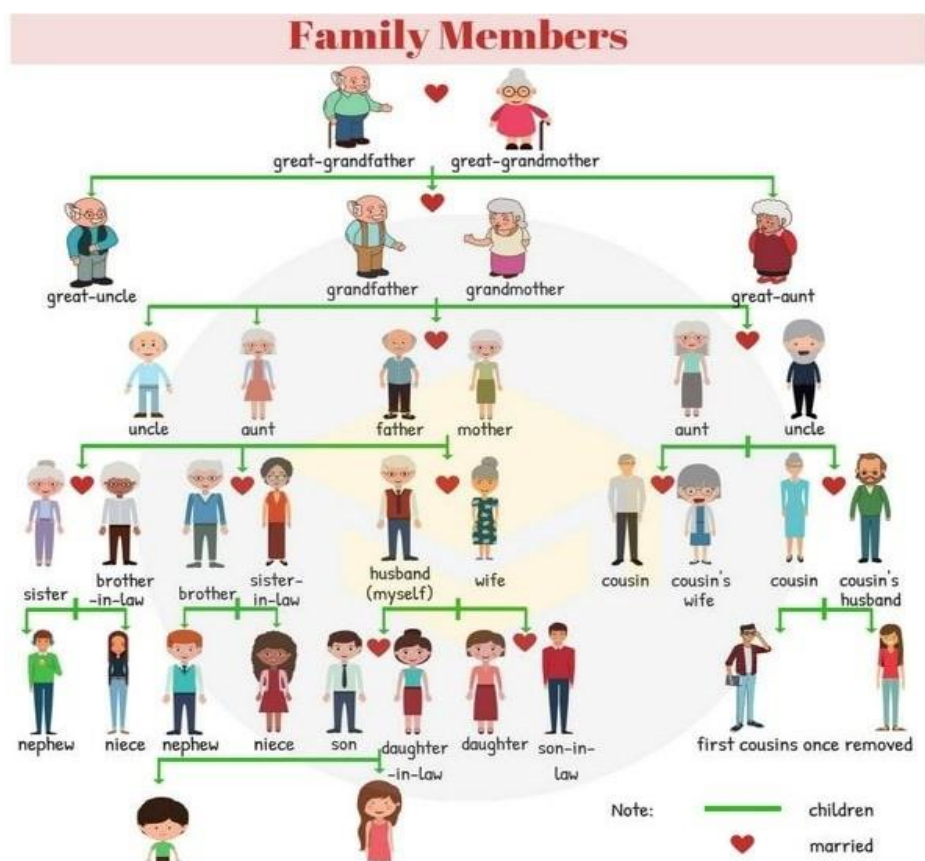 Family Members
great-grandfather great-grandmother
great-uncle grandfather grandmother great-aunt
uncle aunt father mother aunt uncle
sister brother
-in-law brother sister-
in-law husband
(myself) wife cousin cousin's
wife cousin cousin's
husband
nephew niece nephew niece son daughter
-in-law daughter son-in-
law first cousins once removed
Note: children
married